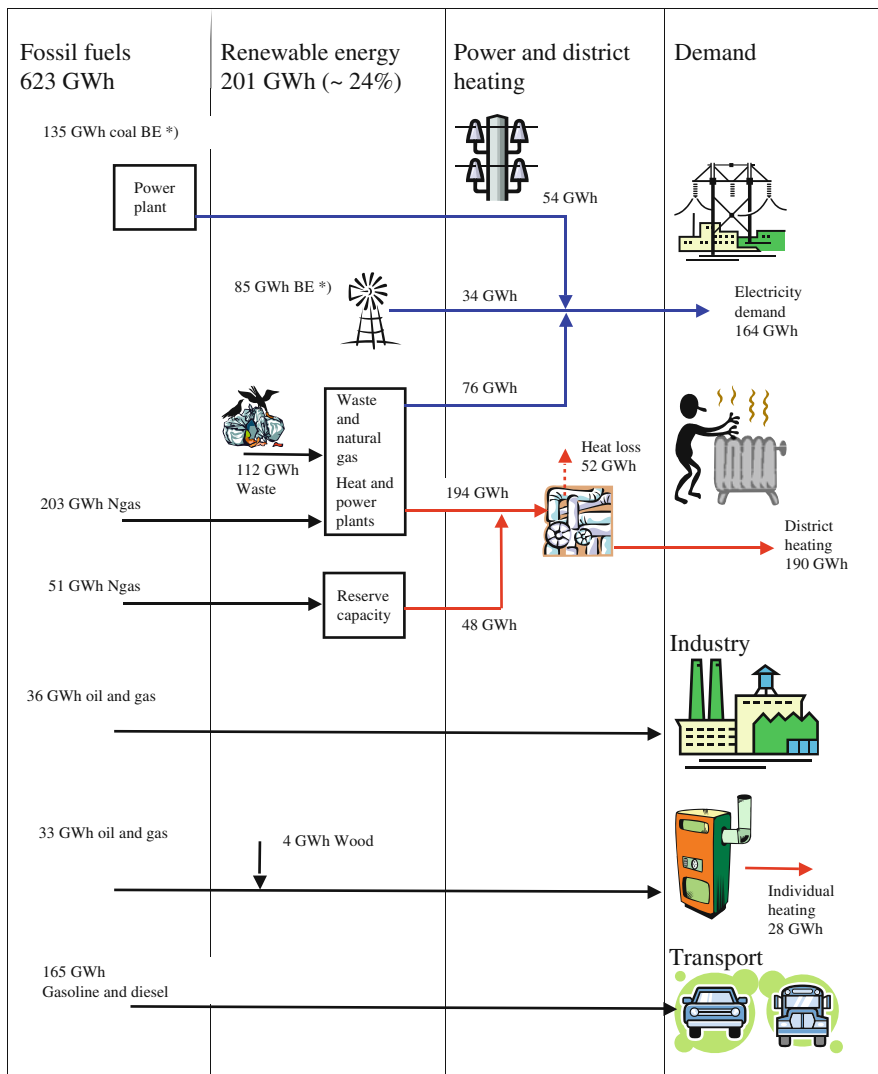 Fossil fuels
623 GWh
Renewable energy
201 GWh (~ 24%)
Power and district
heating
Demand
135 GWh coal BE *)
Power
plant
54 GWh
85 GWh BE *)
34 GWh
Electricity
demand
164 GWh
76 GWh
Waste and
natural
gas
Heat and
power
plants
112 GWh
Waste
Heat loss
52 GWh
203 GWh Ngas
194 GWh
District
heating
190 GWh
51 GWh Ngas
Reserve
capacity
48 GWh
Industry
36 GWh oil and gas
33 GWh oil and gas
4 GWh Wood
Individual
heating
28 GWh
Transport
165 GWh
Gasoline and diesel